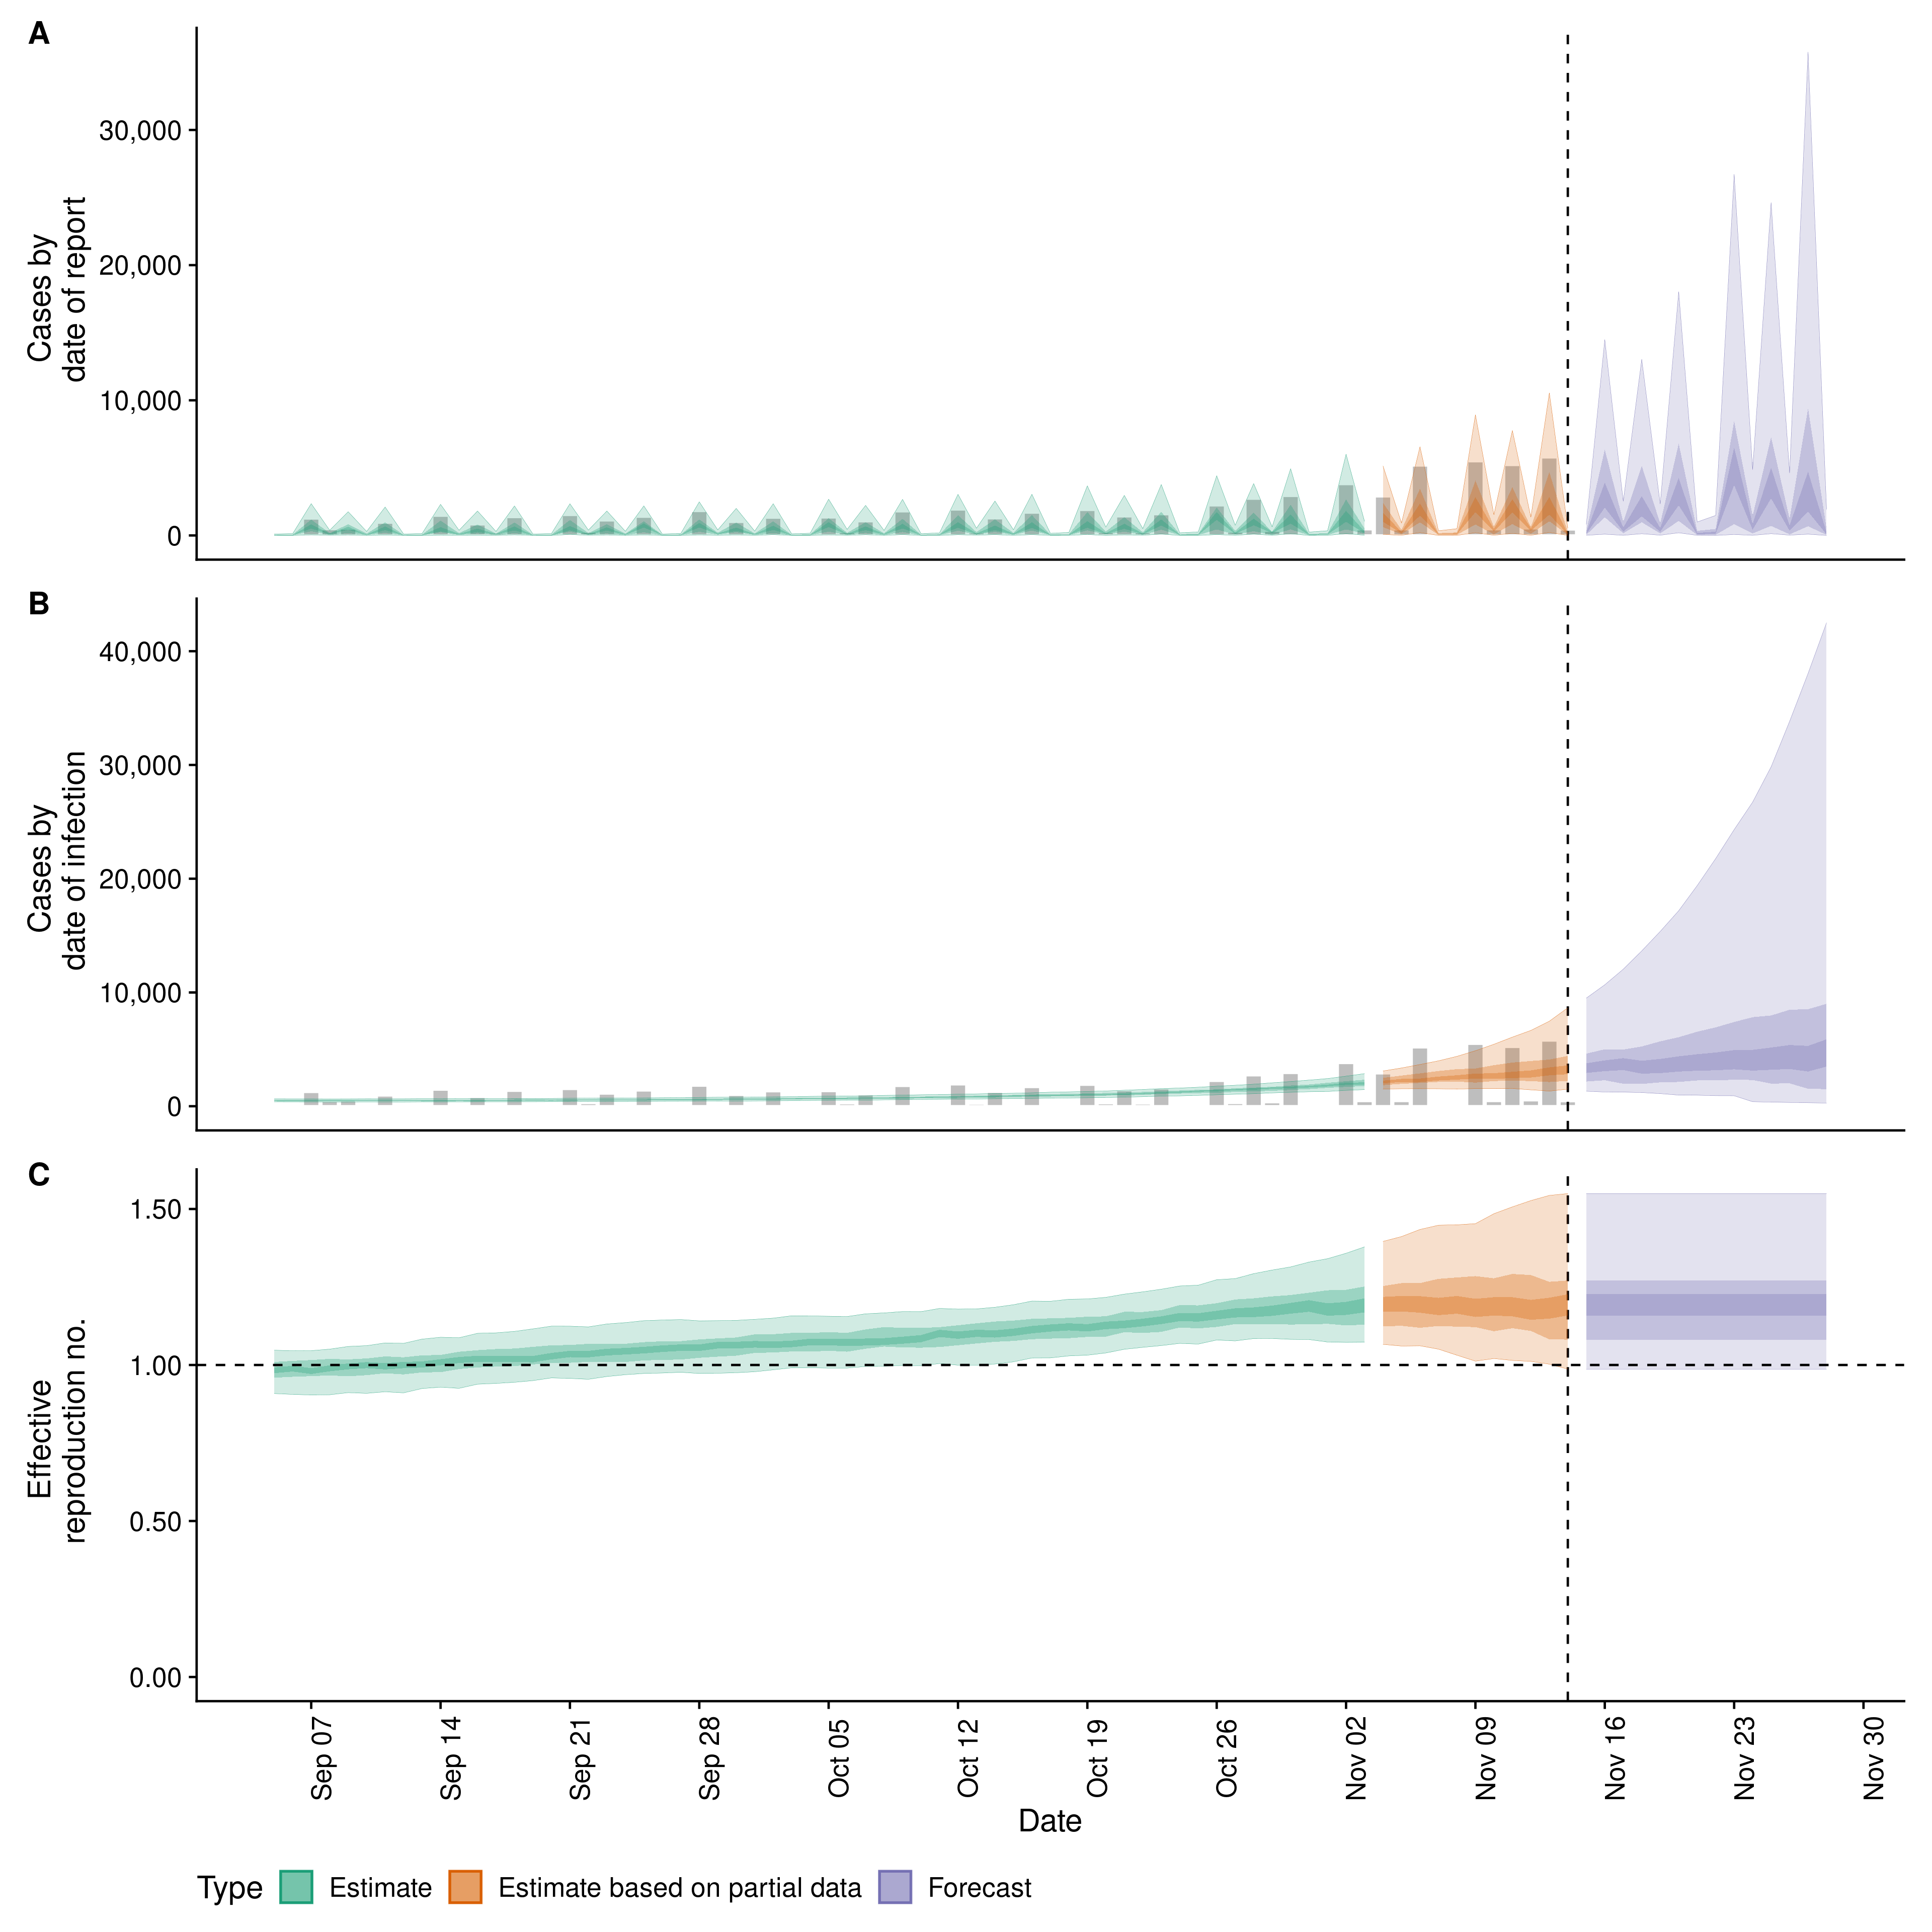 A
Cases by
date of report
30,000
20,000
10,000
0
B
Cases by
date of infection
40,000
30,000
20,000
10,000
0
C
Effective
reproduction no.
1.50
1.00
0.50
0.00
Sep 07
Sep 14
Sep 21
Sep 28
Oct 05
Oct 12
Oct 19
Oct 26
Nov 02
Nov 09
Nov 16
Nov 23
Nov 30
Date
Type Estimate Estimate based on partial data Forecast